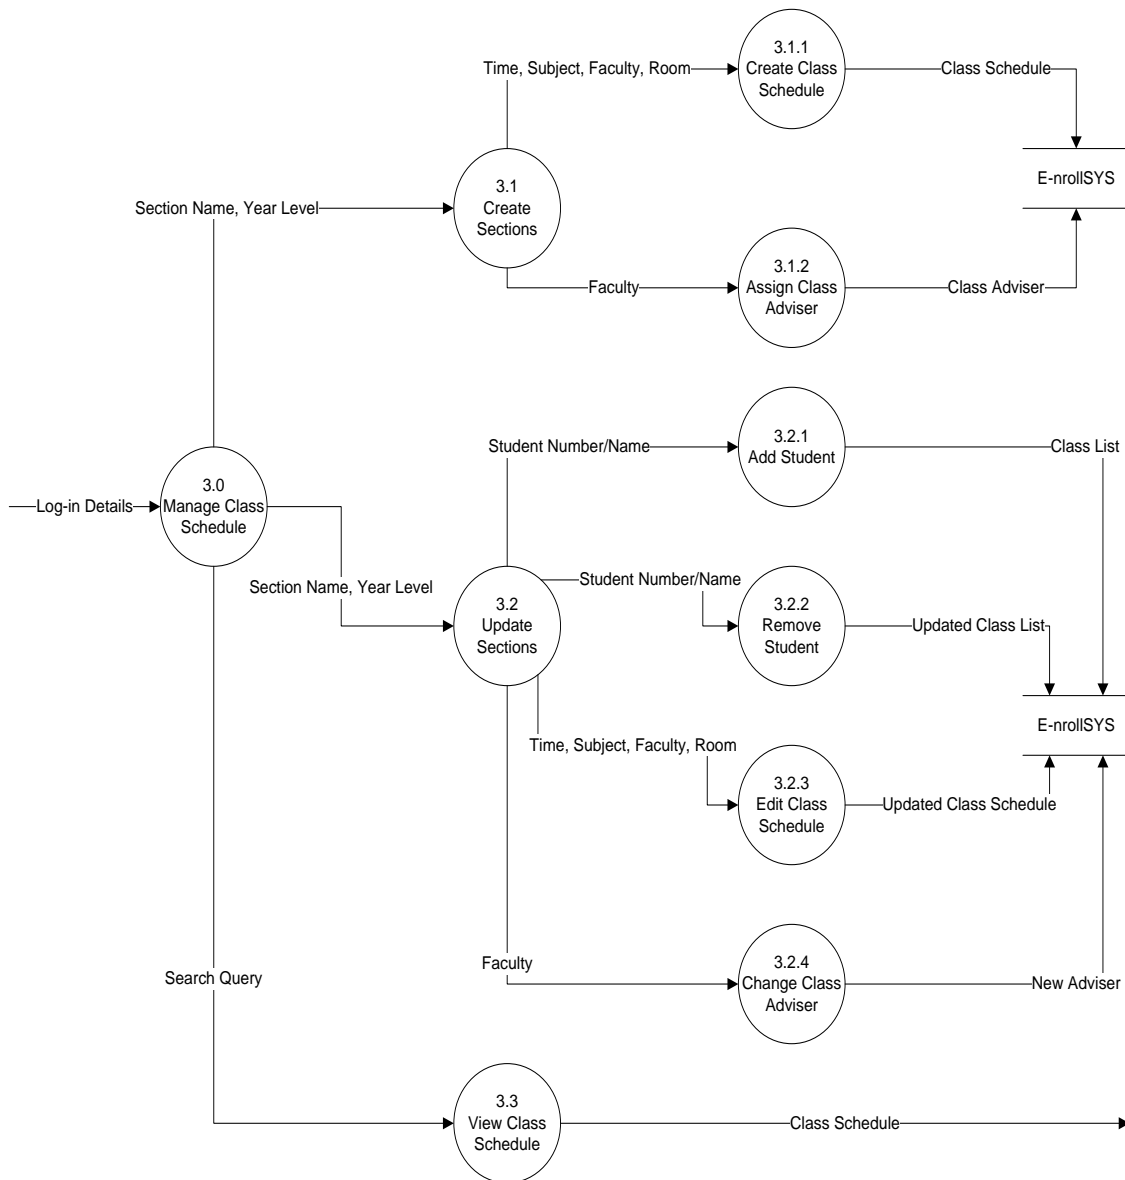 Time, Subject, Faculty, Room
3.1.1
Create Class
Schedule
Class Schedule
E-nrollSYS
Section Name, Year Level
3.1
Create
Sections
Faculty
3.1.2
Assign Class
Adviser
Class Adviser
Log-in Details
3.0
Manage Class
Schedule
Section Name, Year Level
3.2
Update
Sections
Student Number/Name
3.2.1
Add Student
Class List
Student Number/Name
3.2.2
Remove
Student
Updated Class List
E-nrollSYS
Time, Subject, Faculty, Room
3.2.3
Edit Class
Schedule
Updated Class Schedule
Faculty
3.2.4
Change Class
Adviser
New Adviser
Search Query
3.3
View Class
Schedule
Class Schedule